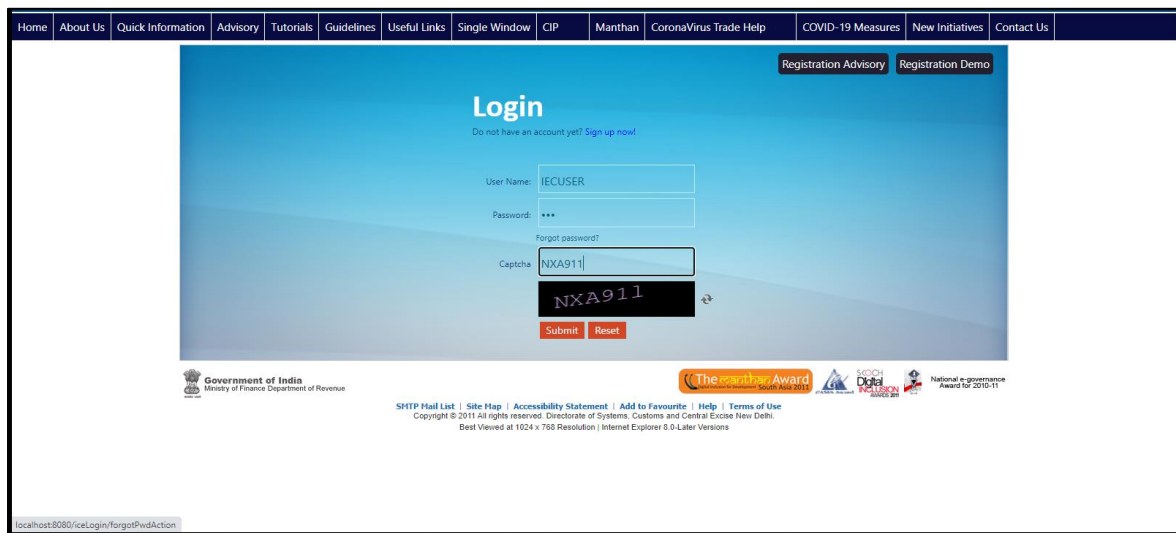 Home About Us Quick Information Advisory Tutorials Guidelines Useful Links Single Window CIP Manthan CoronaVirus Trade Help COVID-19 Measures New Initiatives Contact Us
Registration Advisory Registration Demo
Login
Do not have an account yet? Sign up now!
User Name: IECUSER
Password: •••
Forgot password?
Captcha NXA911
NXA911
Submit Reset
Government of India
Ministry of Finance Department of Revenue
The manthan Award
South Asia 2011
SKOCH
Digital
INCLUSION
AWARDS 2011
National e-governance
Award for 2010-11
SMTP Mail List | Site Map | Accessibility Statement | Add to Favourite | Help | Terms of Use
Copyright © 2011 All rights reserved. Directorate of Systems, Customs and Central Excise New Delhi.
Best Viewed at 1024 x 768 Resolution | Internet Explorer 8.0-Later Versions
localhost:8080/iceLogin/forgotPwdAction